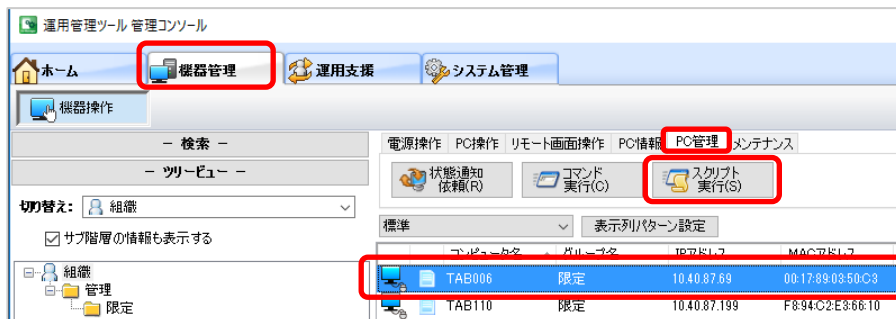 運用管理ツール 管理コンソール
ホーム 機器管理 運用支援 システム管理
機器操作
－ 検索 －
電源操作 PC操作 リモート画面操作 PC情報 PC管理 メンテナンス
－ ツリービュー －
状態通知
依頼(R)
コマンド
実行(C)
スクリプト
実行(S)
切り替え: 組織
標準 表示列パターン設定
サブ階層の情報も表示する
コンピュータ名 グループ名 IPアドレス MACアドレス
組織
TAB006 限定 10.40.87.69 00:17:89:03:50:C3
管理
限定
TAB110 限定 10.40.87.199 F8:94:C2:E3:66:10